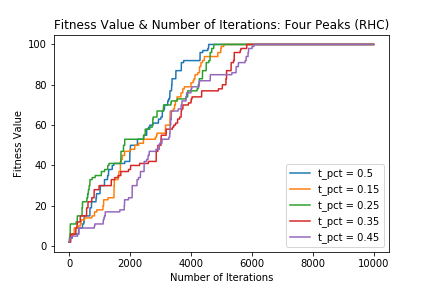 Fitness Value & Number of Iterations: Four Peaks (RHC)
100
80
60
40
20
0
Fitness Value
t_pct = 0.5
t_pct = 0.15
t_pct = 0.25
t_pct = 0.35
t_pct = 0.45
0 2000 4000 6000 8000 10000
Number of Iterations